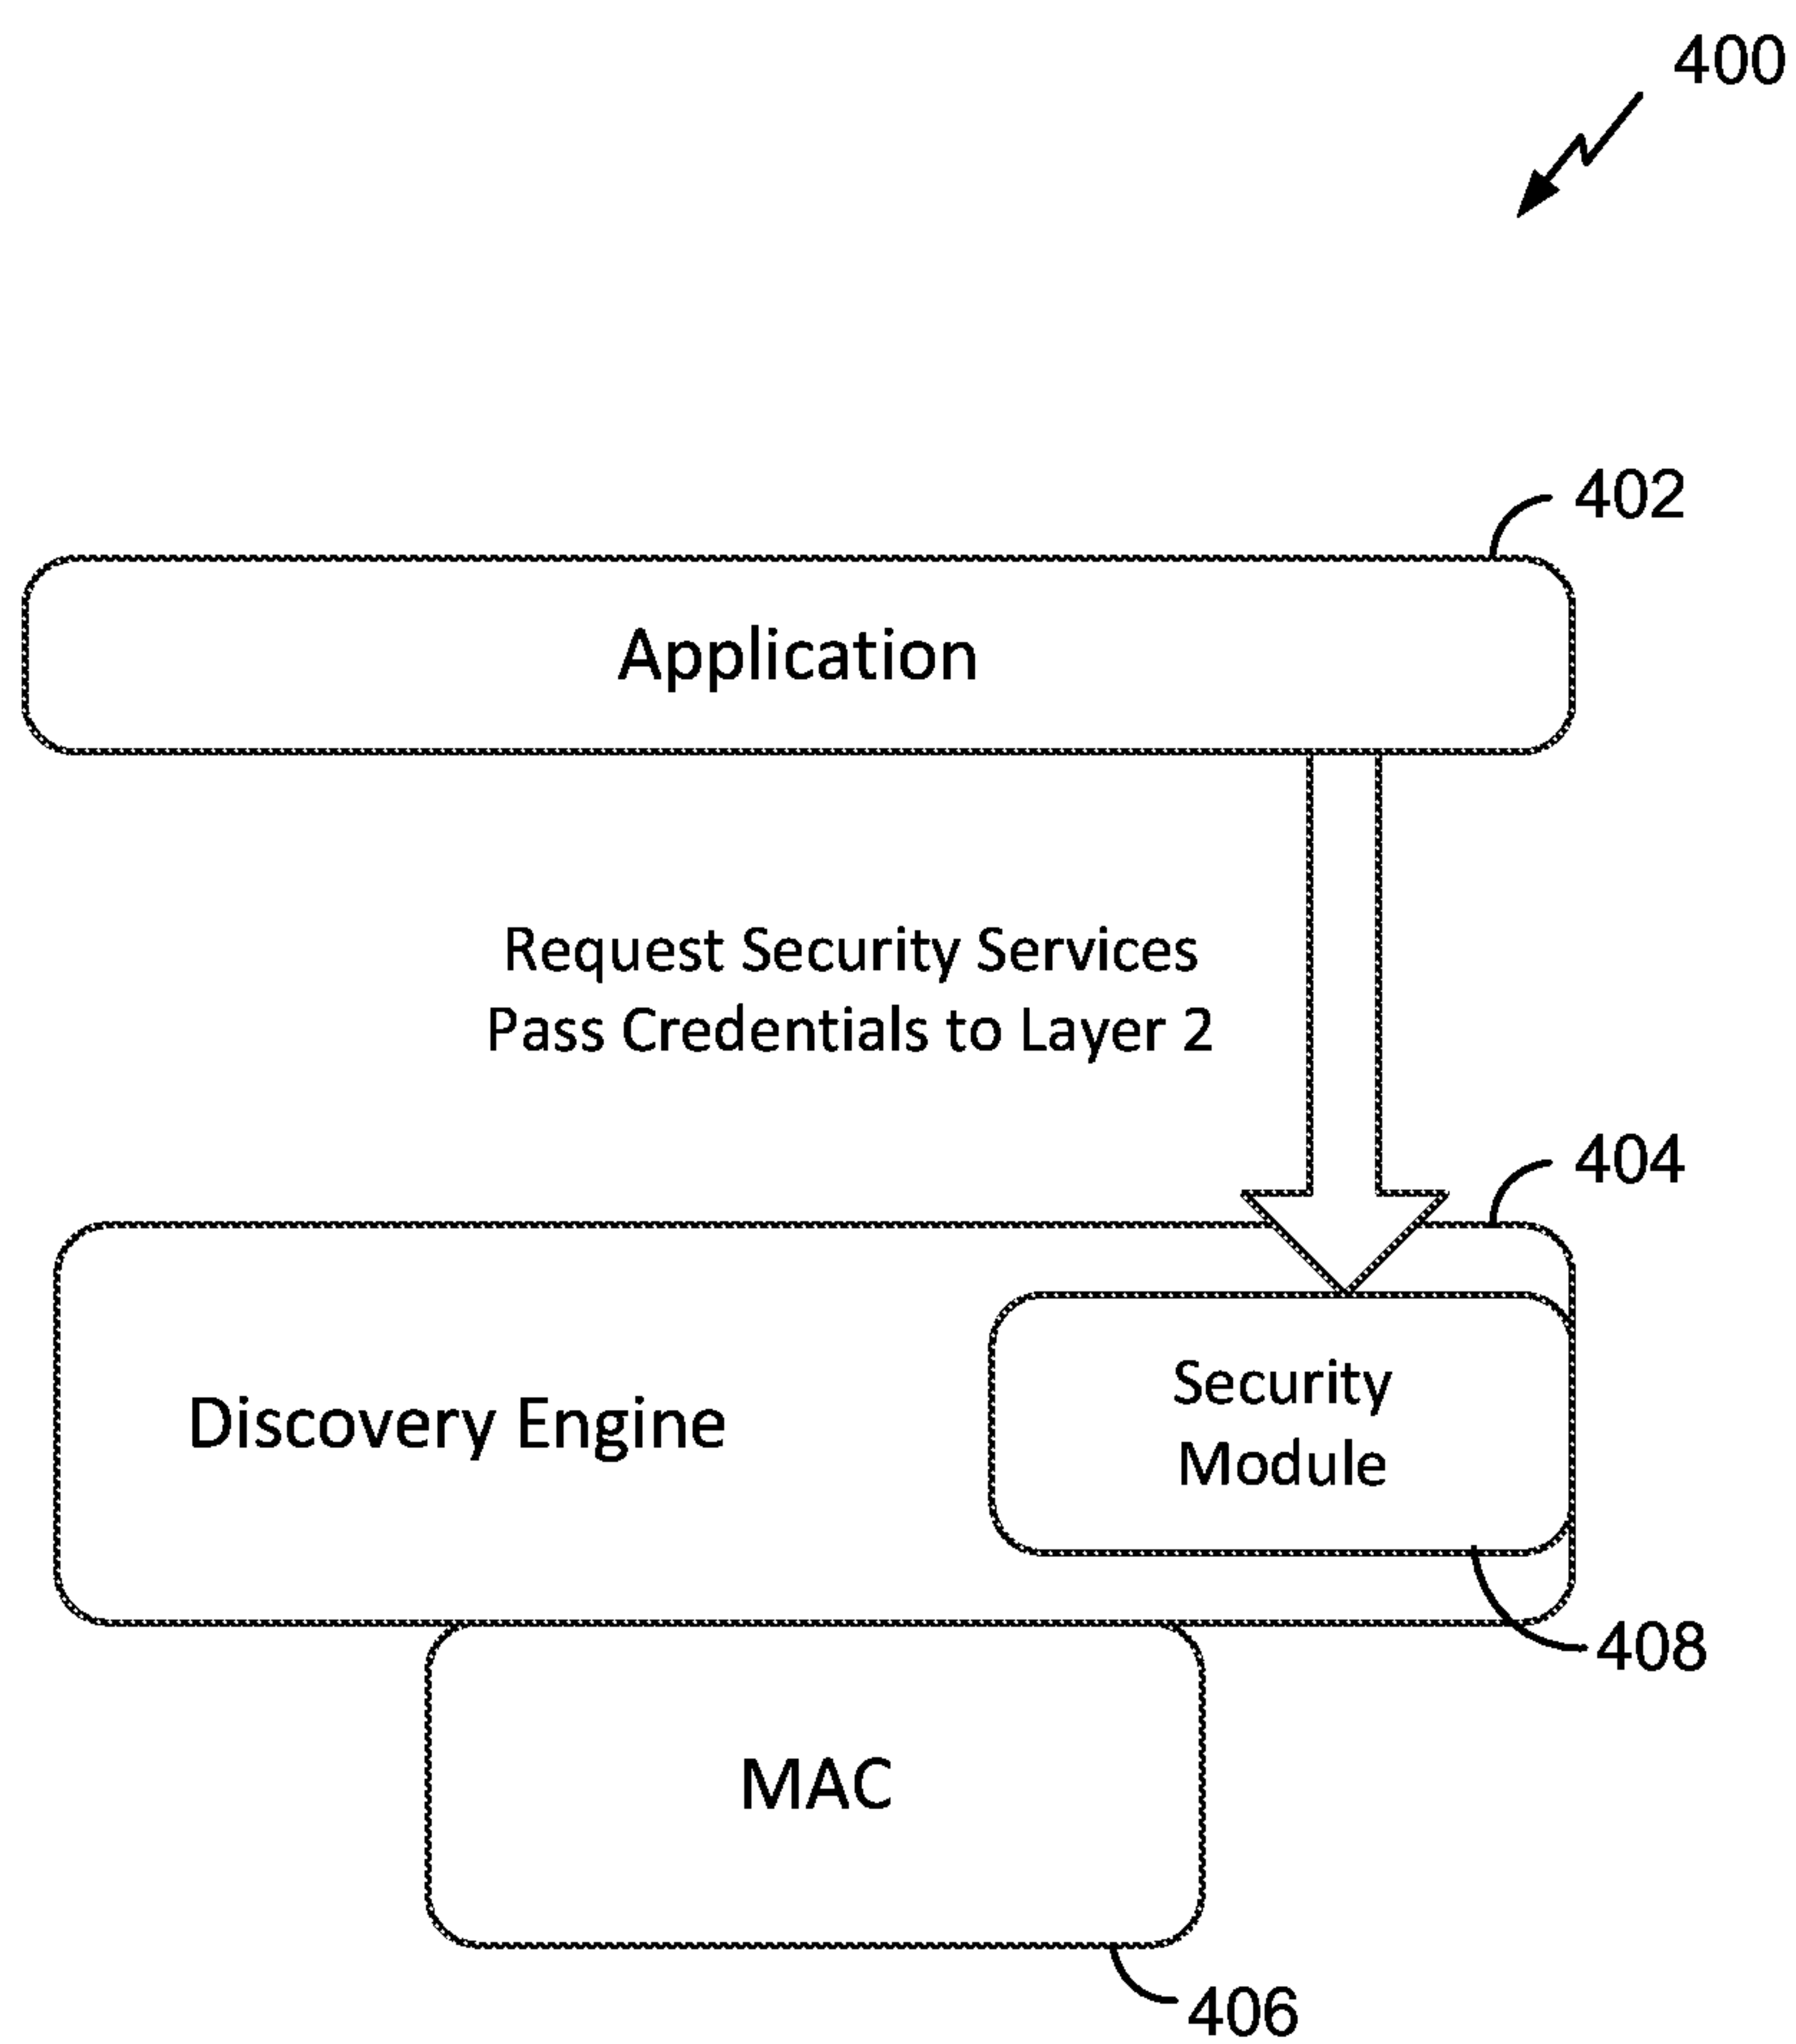 400
402
Application
Request Security Services
Pass Credentials to Layer 2
404
Discovery Engine
Security
Module
408
MAC
406